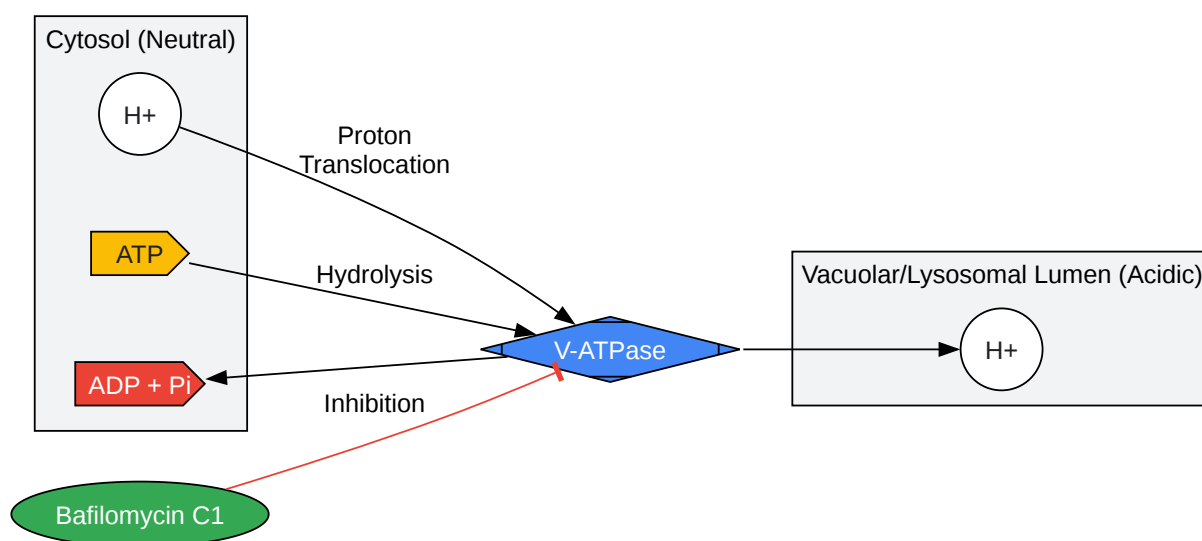 Cytosol (Neutral)
H+
Proton
Translocation
ATP
Hydrolysis
Vacuolar/Lysosomal Lumen (Acidic)
V-ATPase
H+
ADP + Pi
Inhibition
Bafilomycin C1